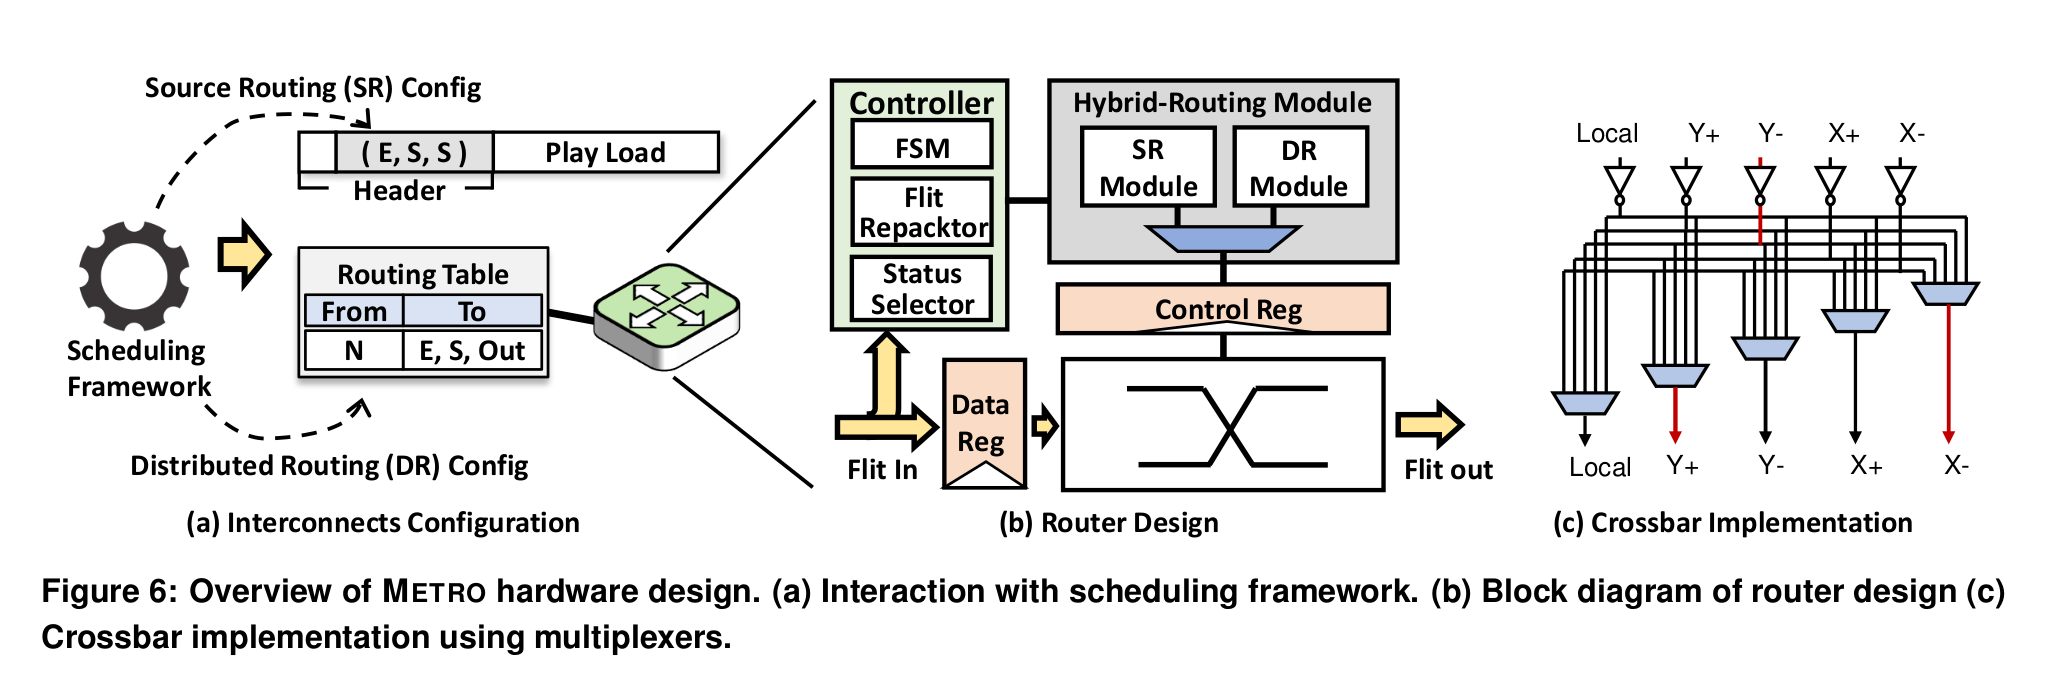 Source Routing (SR) Config
( E, S, S )
Play Load
Header
Scheduling
Framework
Routing Table
From
To
N
E, S, Out
Distributed Routing (DR) Config
(a) Interconnects Configuration
Controller
FSM
Flit
Repacktor
Status
Selector
Hybrid-Routing Module
SR
Module
DR
Module
Control Reg
Data
Reg
Flit In
Flit out
(b) Router Design
Local Y+ Y- X+ X-
Local Y+ Y- X+ X-
(c) Crossbar Implementation
Figure 6: Overview of METRO hardware design. (a) Interaction with scheduling framework. (b) Block diagram of router design (c)
Crossbar implementation using multiplexers.